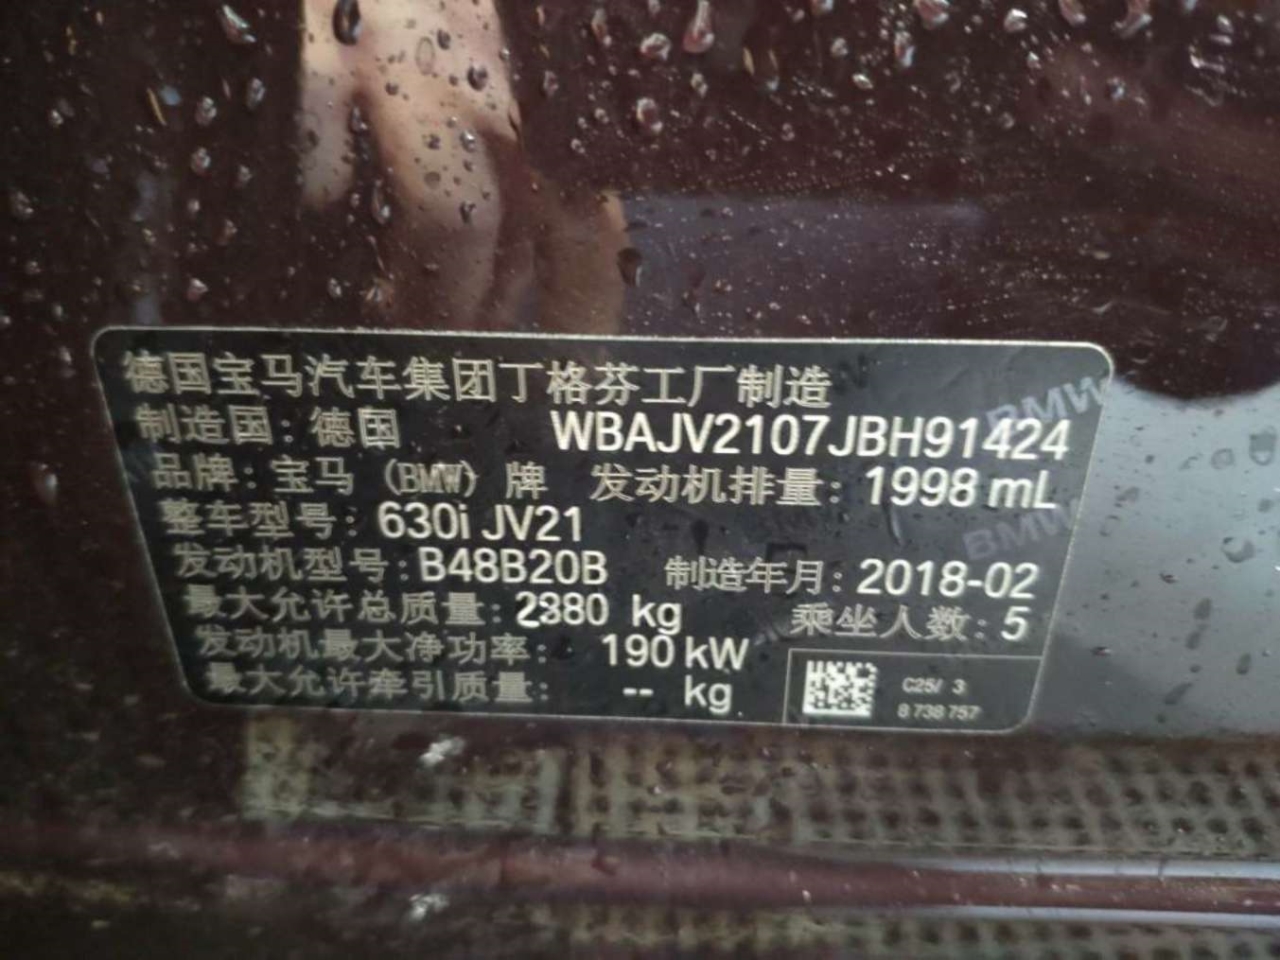 德国宝马汽车集团丁格芬工厂制造
制造国：德国 WBAJV2107JBH91424
品牌：宝马（BMW）牌 发动机排量：1998 mL
整车型号：630i JV21
发动机型号：B48B20B 制造年月：2018-02
最大允许总质量：2380 kg 乘坐人数：5
发动机最大净功率： 190 kW
最大允许牵引质量： -- kg
C25/ 3
8 738 757
BMW
BMW